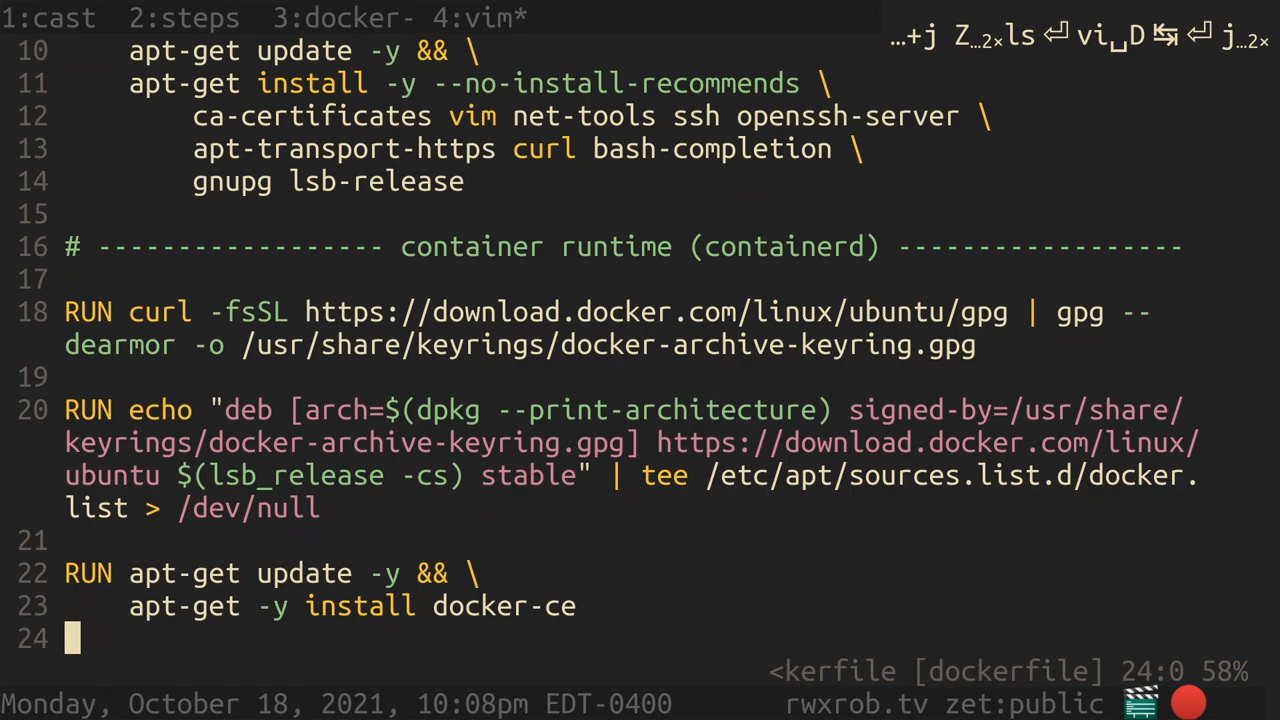 1:cast  2:steps  3:docker- 4:vim*
…+j Z…2×ls⏎vi␣D↹⏎j…2×
10     apt-get update -y && \
11     apt-get install -y --no-install-recommends \
12         ca-certificates vim net-tools ssh openssh-server \
13         apt-transport-https curl bash-completion \
14         gnupg lsb-release
15
16 # ------------------ container runtime (containerd) ------------------
17
18 RUN curl -fsSL https://download.docker.com/linux/ubuntu/gpg | gpg --
dearmor -o /usr/share/keyrings/docker-archive-keyring.gpg
19
20 RUN echo "deb [arch=$(dpkg --print-architecture) signed-by=/usr/share/
keyrings/docker-archive-keyring.gpg] https://download.docker.com/linux/
ubuntu $(lsb_release -cs) stable" | tee /etc/apt/sources.list.d/docker.
list > /dev/null
21
22 RUN apt-get update -y && \
23     apt-get -y install docker-ce
24
<kerfile [dockerfile] 24:0 58%
Monday, October 18, 2021, 10:08pm EDT-0400
rwxrob.tv zet:public 🎬 🔴